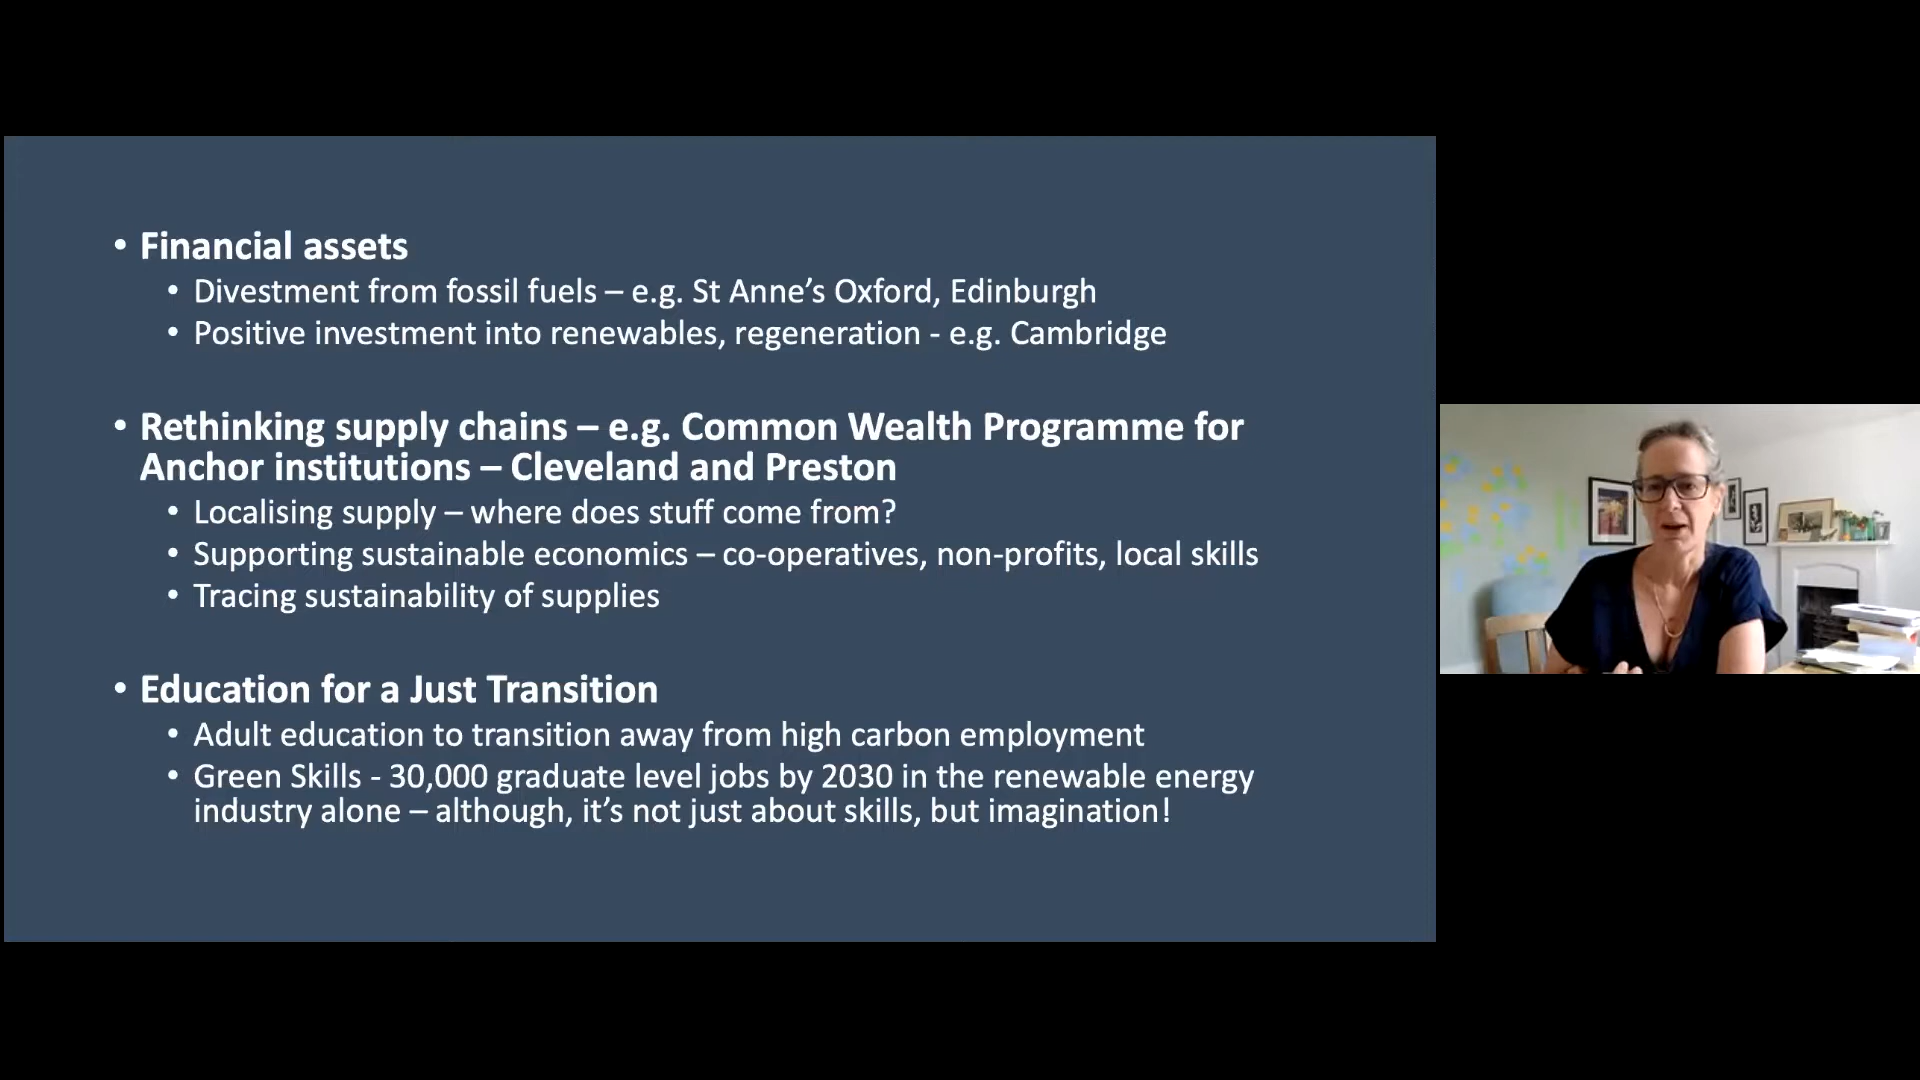 • Financial assets
• Divestment from fossil fuels – e.g. St Anne’s Oxford, Edinburgh
• Positive investment into renewables, regeneration - e.g. Cambridge
• Rethinking supply chains – e.g. Common Wealth Programme for
Anchor institutions – Cleveland and Preston
• Localising supply – where does stuff come from?
• Supporting sustainable economics – co-operatives, non-profits, local skills
• Tracing sustainability of supplies
• Education for a Just Transition
• Adult education to transition away from high carbon employment
• Green Skills - 30,000 graduate level jobs by 2030 in the renewable energy
industry alone – although, it’s not just about skills, but imagination!